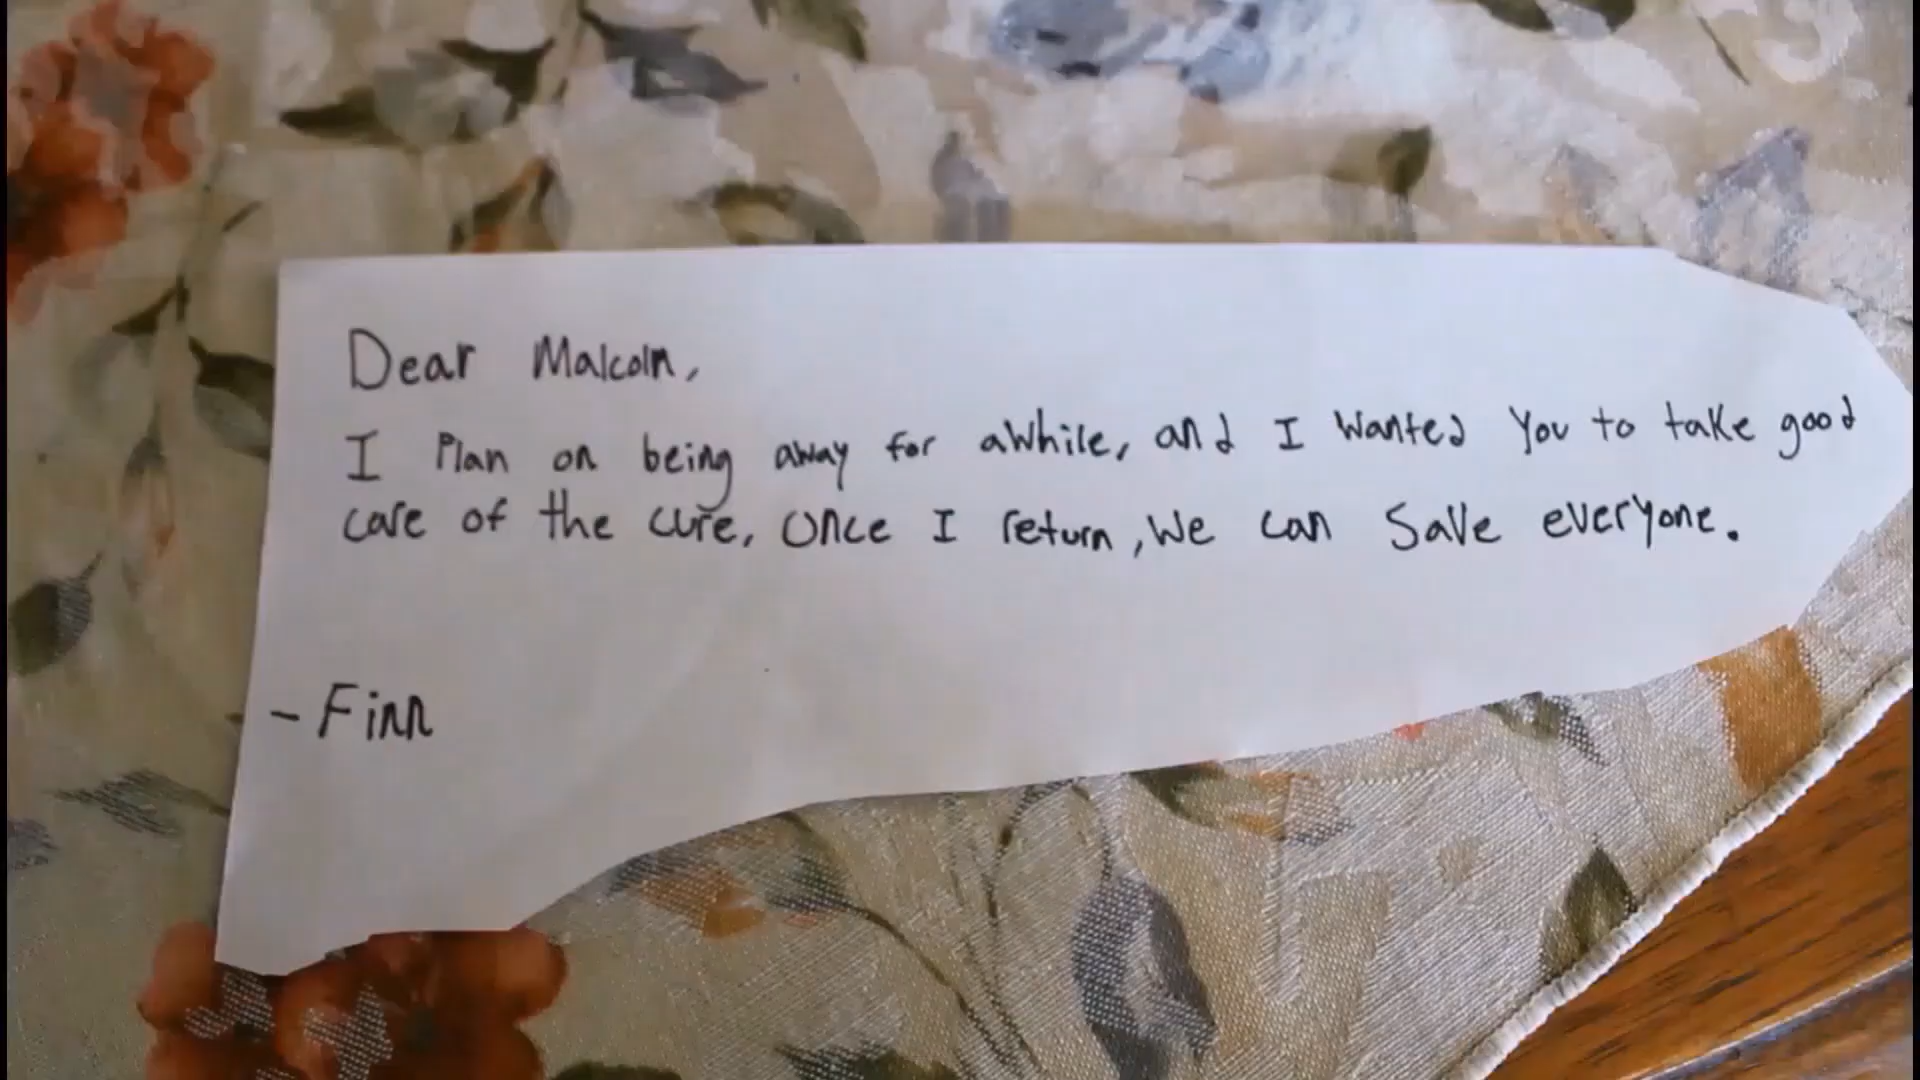 Dear Malcolm,
I Plan on being away for awhile, and I wanted you to take good
care of the cure. Once I return, we can save everyone.
- Finn